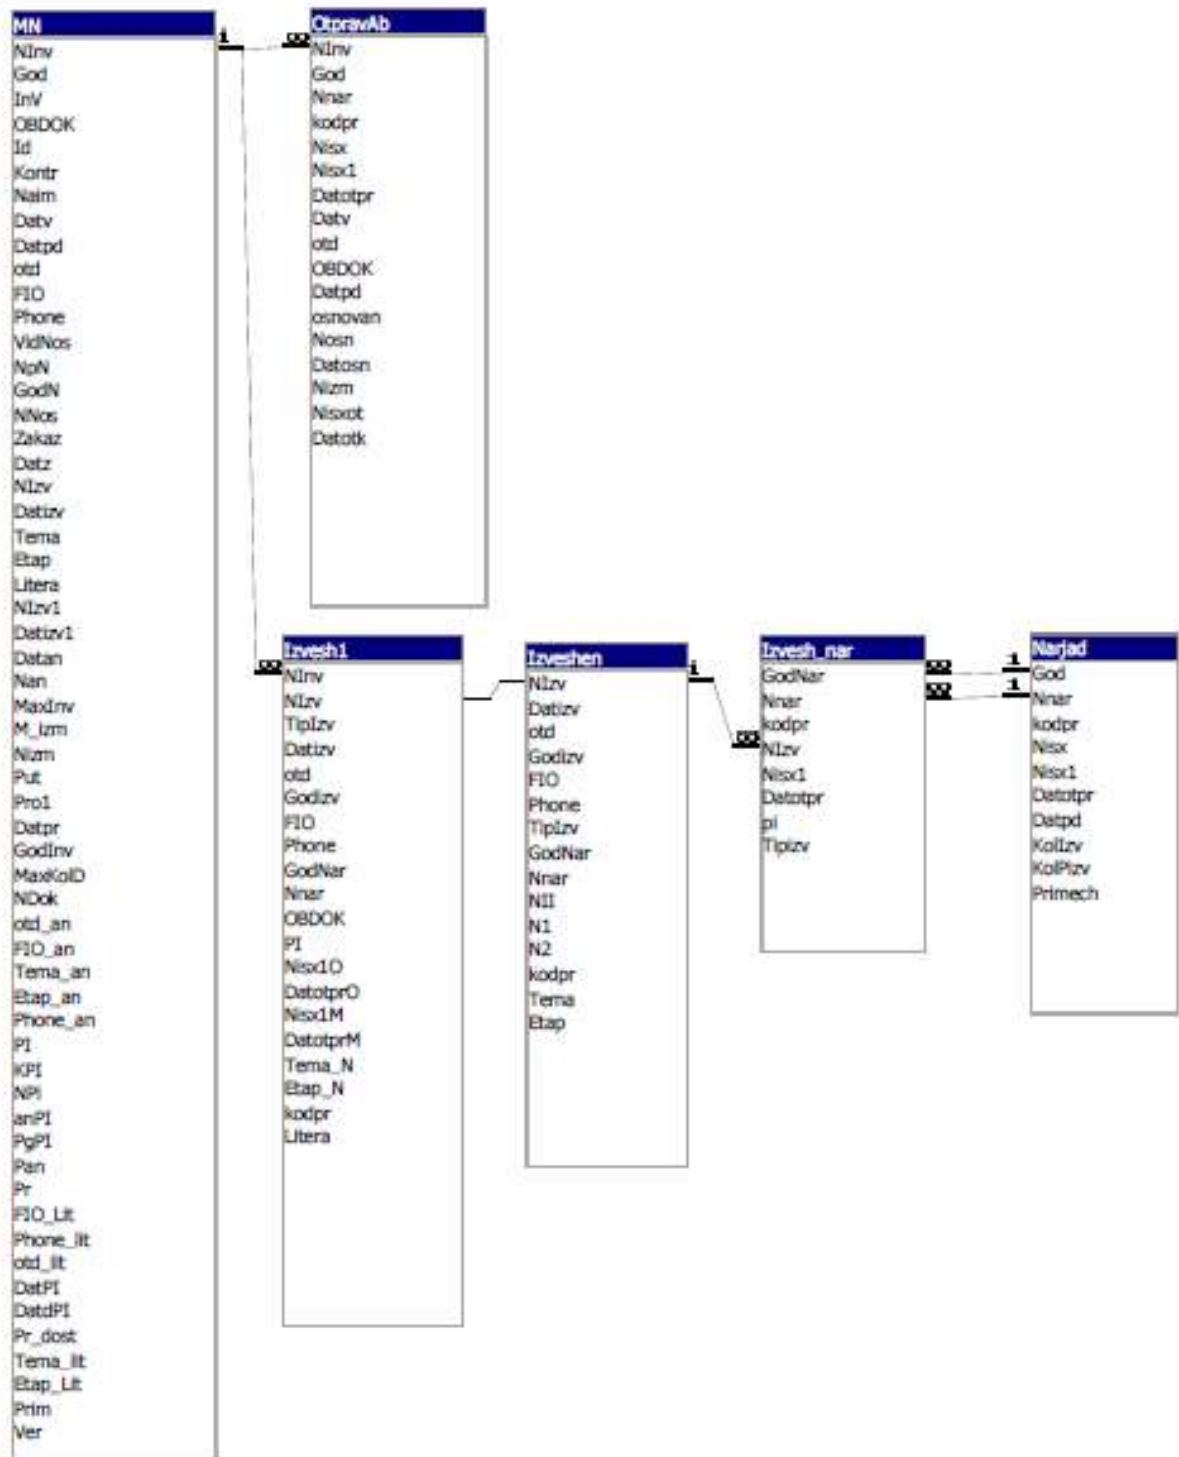 MN
NInv
God
InV
OBDOK
Id
Kontr
Naim
Datv
Datpd
otd
FIO
Phone
VidNos
NpN
GodN
NNos
Zakaz
Datz
NIzv
Datizv
Tema
Etap
Litera
NIzv1
Datizv1
Datan
Nan
MaxInv
M_izm
Nizm
Put
Pro1
Datpr
GodInv
MaxKolD
NDok
otd_an
FIO_an
Tema_an
Etap_an
Phone_an
PI
KPI
NPI
anPI
PgPI
Pan
Pr
FIO_Lit
Phone_lit
otd_lit
DatPI
DatdPI
Pr_dost
Tema_lit
Etap_Lit
Prim
Ver
1
∞
OtpravAb
NInv
God
Nnar
kodpr
Nisx
Nisx1
Datotpr
Datv
otd
OBDOK
Datpd
osnovan
Nosn
Datosn
Nizm
Nisxot
Datotk
∞
Izvesh1
NInv
NIzv
TipIzv
Datizv
otd
Godizv
FIO
Phone
GodNar
Nnar
OBDOK
PI
Nisx1O
DatotprO
Nisx1M
DatotprM
Tema_N
Etap_N
kodpr
Litera
Izveshen
NIzv
Datizv
otd
Godizv
FIO
Phone
TipIzv
GodNar
Nnar
NII
N1
N2
kodpr
Tema
Etap
1
∞
Izvesh_nar
GodNar
Nnar
kodpr
NIzv
Nisx1
Datotpr
pi
Tipizv
∞ 1
∞ 1
Narjad
God
Nnar
kodpr
Nisx
Nisx1
Datotpr
Datpd
KolIzv
KolPizv
Primech